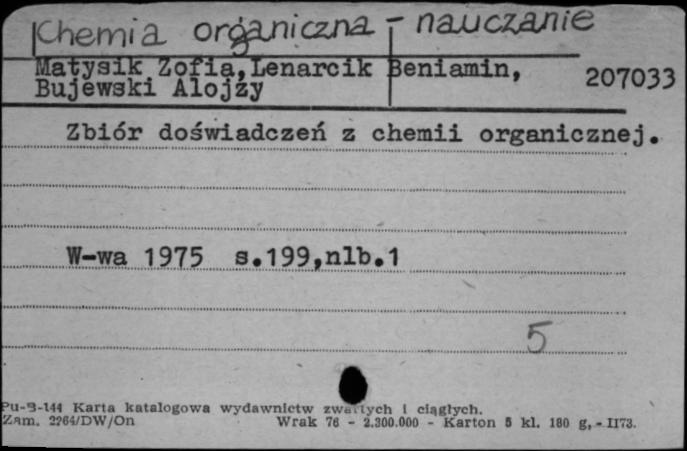 Chemia organiczna - nauczanie
Matysik Zofia, Lenarcik Beniamin, 207033
Bujewski Alojzy
Zbiór doświadczeń z chemii organicznej.
W-wa 1975 s.199,nlb.1
5
Pu-B-144 Karta katalogowa wydawnictw zwartych i ciągłych.
Zam. 2264/DW/On Wrak 76 - 2.300.000 - Karton 5 kl. 180 g, - II73.